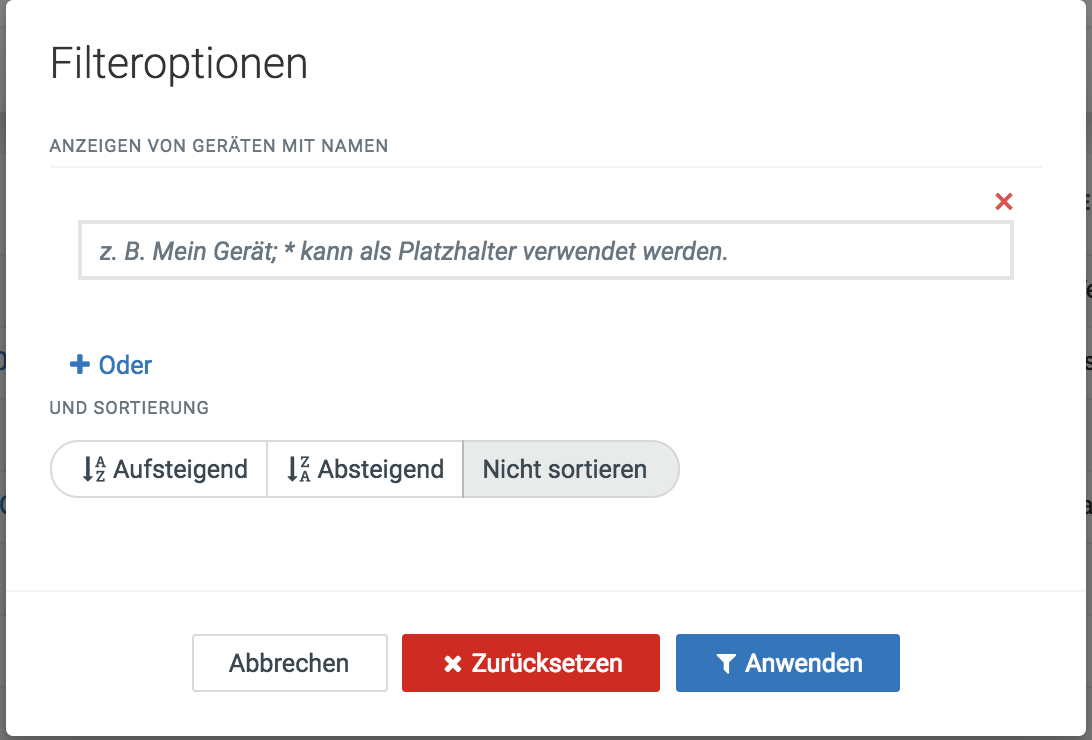 Filteroptionen
ANZEIGEN VON GERÄTEN MIT NAMEN
z. B. Mein Gerät; * kann als Platzhalter verwendet werden.
Oder
UND SORTIERUNG
Aufsteigend Absteigend Nicht sortieren
Abbrechen Zurücksetzen Anwenden